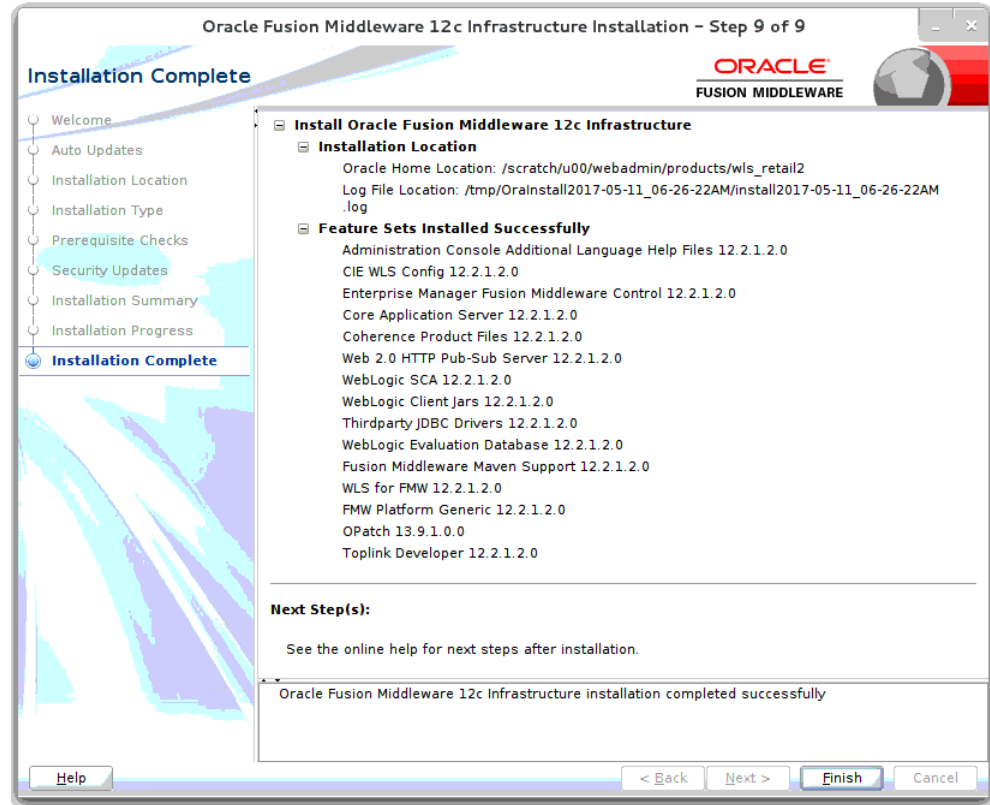 Oracle Fusion Middleware 12c Infrastructure Installation – Step 9 of 9
Installation Complete
ORACLE
FUSION MIDDLEWARE
Welcome
Auto Updates
Installation Location
Installation Type
Prerequisite Checks
Security Updates
Installation Summary
Installation Progress
Installation Complete
Install Oracle Fusion Middleware 12c Infrastructure
Installation Location
Oracle Home Location: /scratch/u00/webadmin/products/wls_retail2
Log File Location: /tmp/OraInstall2017-05-11_06-26-22AM/install2017-05-11_06-26-22AM
.log
Feature Sets Installed Successfully
Administration Console Additional Language Help Files 12.2.1.2.0
CIE WLS Config 12.2.1.2.0
Enterprise Manager Fusion Middleware Control 12.2.1.2.0
Core Application Server 12.2.1.2.0
Coherence Product Files 12.2.1.2.0
Web 2.0 HTTP Pub-Sub Server 12.2.1.2.0
WebLogic SCA 12.2.1.2.0
WebLogic Client Jars 12.2.1.2.0
Thirdparty JDBC Drivers 12.2.1.2.0
WebLogic Evaluation Database 12.2.1.2.0
Fusion Middleware Maven Support 12.2.1.2.0
WLS for FMW 12.2.1.2.0
FMW Platform Generic 12.2.1.2.0
OPatch 13.9.1.0.0
Toplink Developer 12.2.1.2.0
Next Step(s):
See the online help for next steps after installation.
Oracle Fusion Middleware 12c Infrastructure installation completed successfully
Help
< Back
Next >
Finish
Cancel